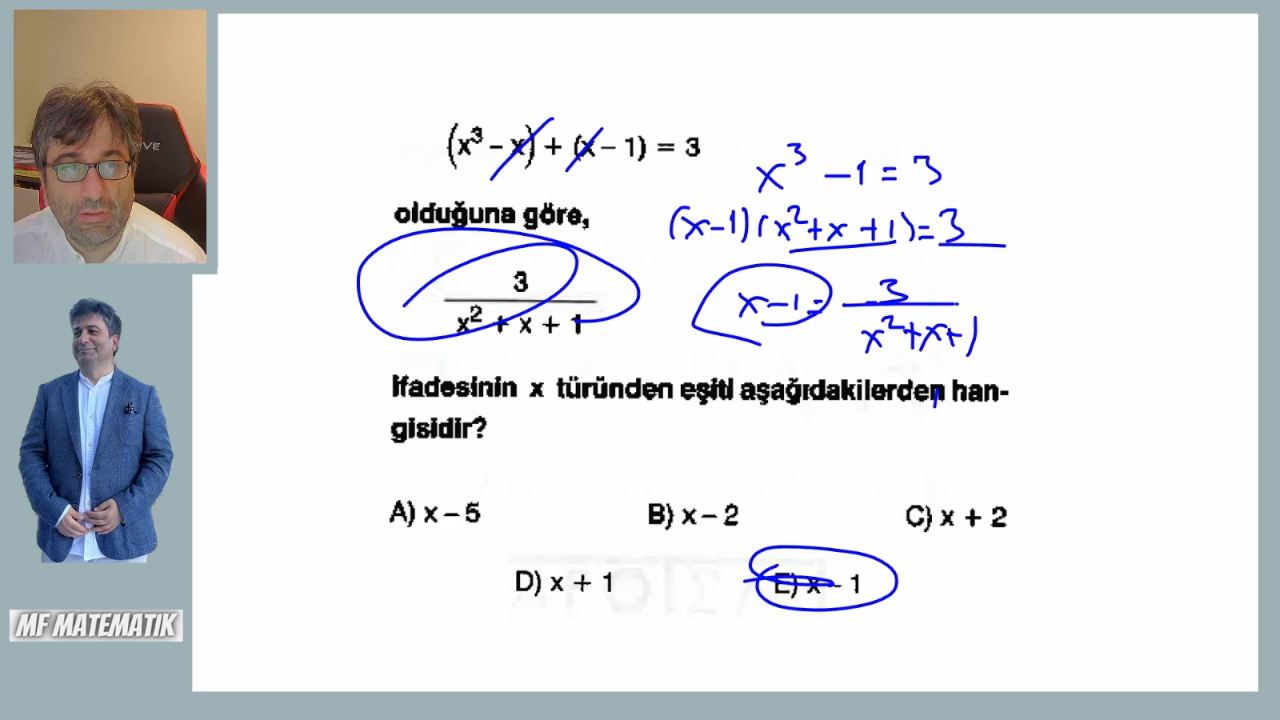 (x³ – x) + (x – 1) = 3
olduğuna göre,
3
x² + x + 1
ifadesinin x türünden eşiti aşağıdakilerden han-
gisidir?
A) x – 5
B) x – 2
C) x + 2
D) x + 1
E) x – 1
x³ – 1 = 3
(x–1)(x²+x+1)=3
x–1 = 3
x²+x+1
MF MATEMATIK